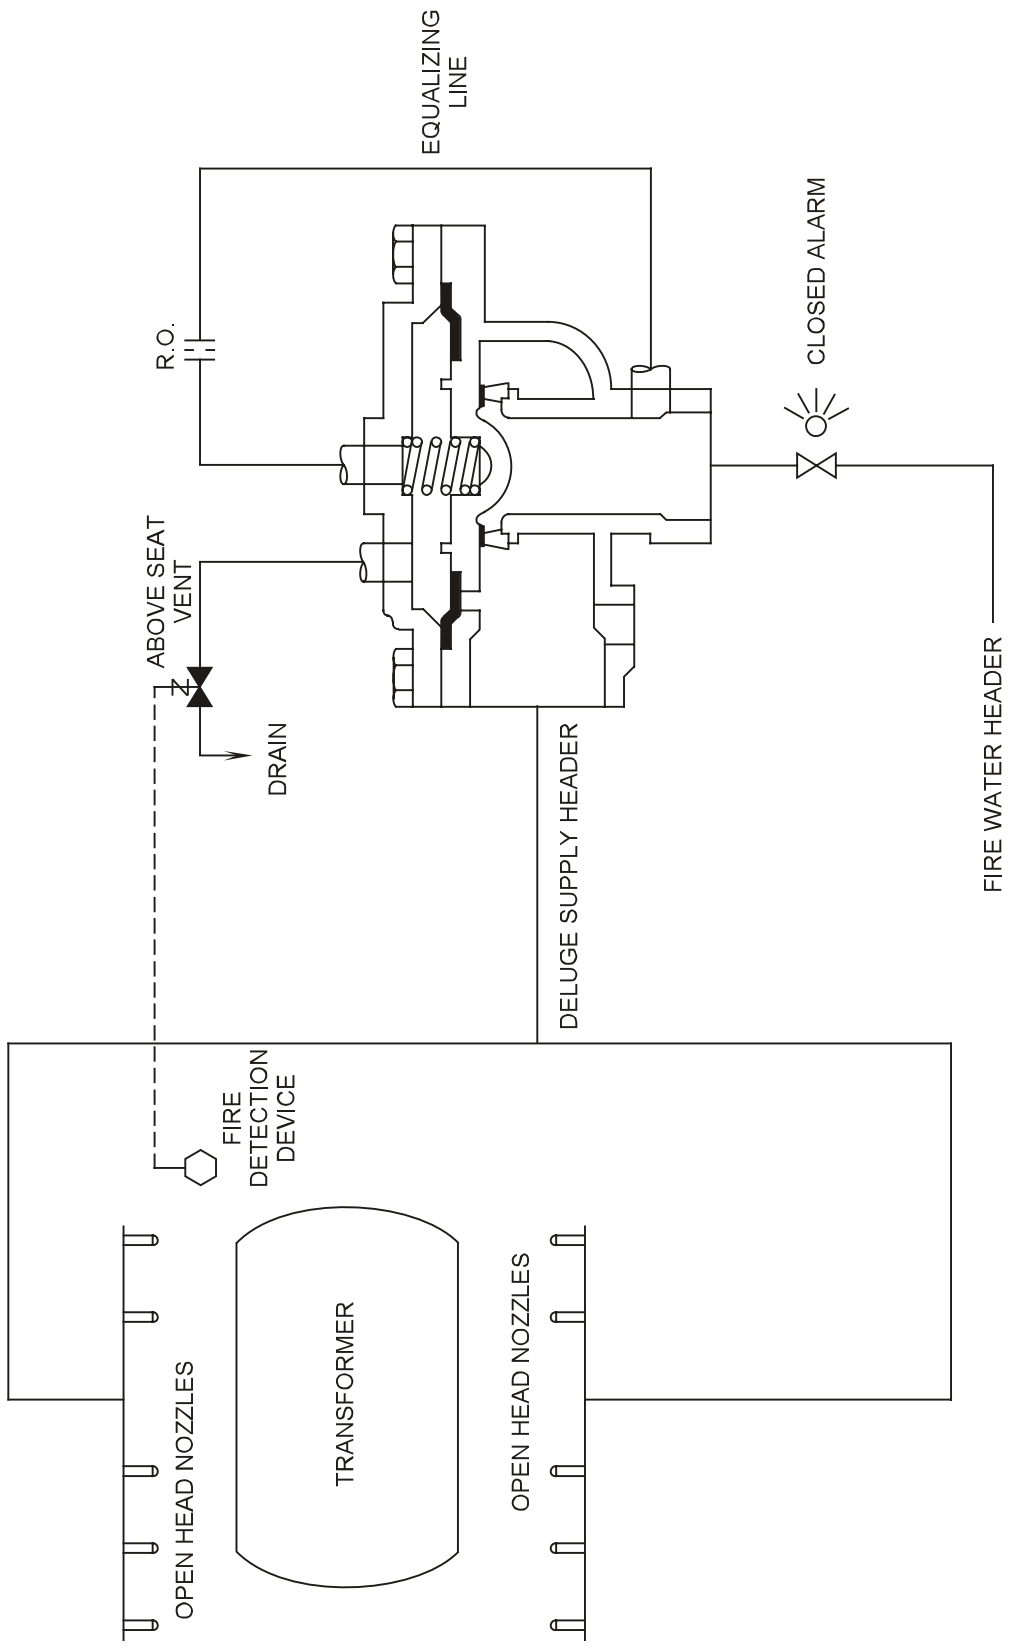 OPEN HEAD NOZZLES
TRANSFORMER
OPEN HEAD NOZZLES
FIRE
DETECTION
DEVICE
ABOVE SEAT
VENT
DRAIN
DELUGE SUPPLY HEADER
R.O.
EQUALIZING
LINE
CLOSED ALARM
FIRE WATER HEADER